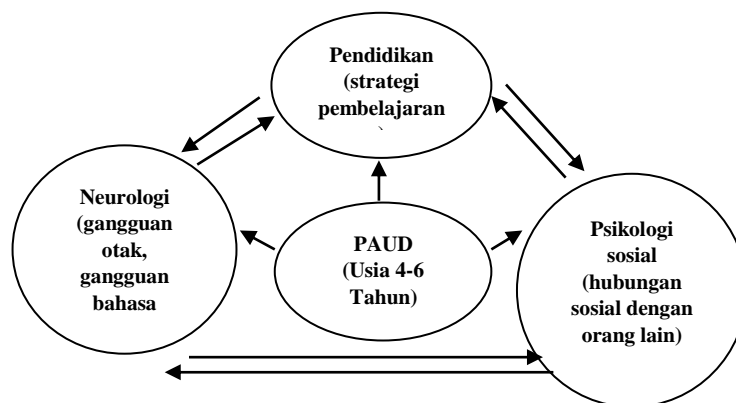 Pendidikan
(strategi
pembelajaran
`
Neurologi
(gangguan
otak,
gangguan
bahasa
PAUD
(Usia 4-6
Tahun)
Psikologi
sosial
(hubungan
sosial dengan
orang lain)